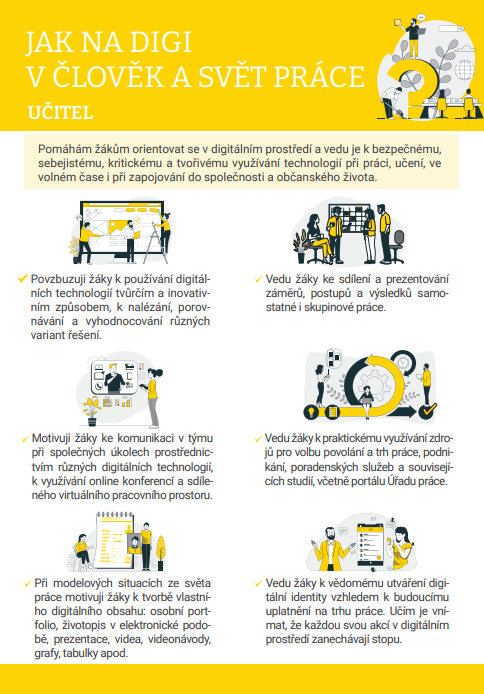 JAK NA DIGI
V ČLOVĚK A SVĚT PRÁCE
UČITEL
Pomáhám žákům orientovat se v digitálním prostředí a vedu je k bezpečnému,
sebejistému, kritickému a tvořivému využívání technologií při práci, učení, ve
volném čase i při zapojování do společnosti a občanského života.
Povzbuzuji žáky k používání digitál-
ních technologií tvůrčím a inovativ-
ním způsobem, k nalézání, porov-
návání a vyhodnocování různých
variant řešení.
Vedu žáky ke sdílení a prezentování
záměrů, postupů a výsledků samo-
statné i skupinové práce.
Motivuji žáky ke komunikaci v týmu
při společných úkolech prostřednic-
tvím různých digitálních technologií,
k využívání online konferencí a sdíle-
ného virtuálního pracovního prostoru.
Vedu žáky k praktickému využívání zdro-
jů pro volbu povolání a trh práce, podni-
kání, poradenských služeb a souvisejí-
cích studií, včetně portálu Úřadu práce.
Při modelových situacích ze světa
práce motivuji žáky k tvorbě vlastní-
ho digitálního obsahu: osobní port-
folio, životopis v elektronické podo-
bě, prezentace, videa, videonávody,
grafy, tabulky apod.
Vedu žáky k vědomému utváření digi-
tální identity vzhledem k budoucímu
uplatnění na trhu práce. Učím je vní-
mat, že každou svou akcí v digitálním
prostředí zanechávají stopu.